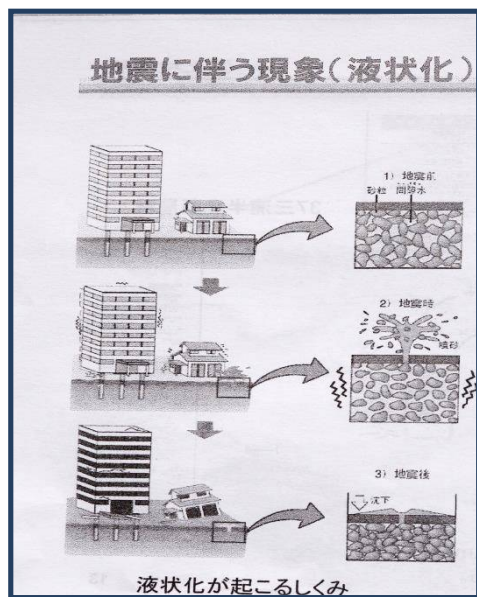 地震に伴う現象(液状化)
1) 地震前
砂粒 間隙水
2) 地震時
噴砂
3) 地震後
沈下
液状化が起こるしくみ
13